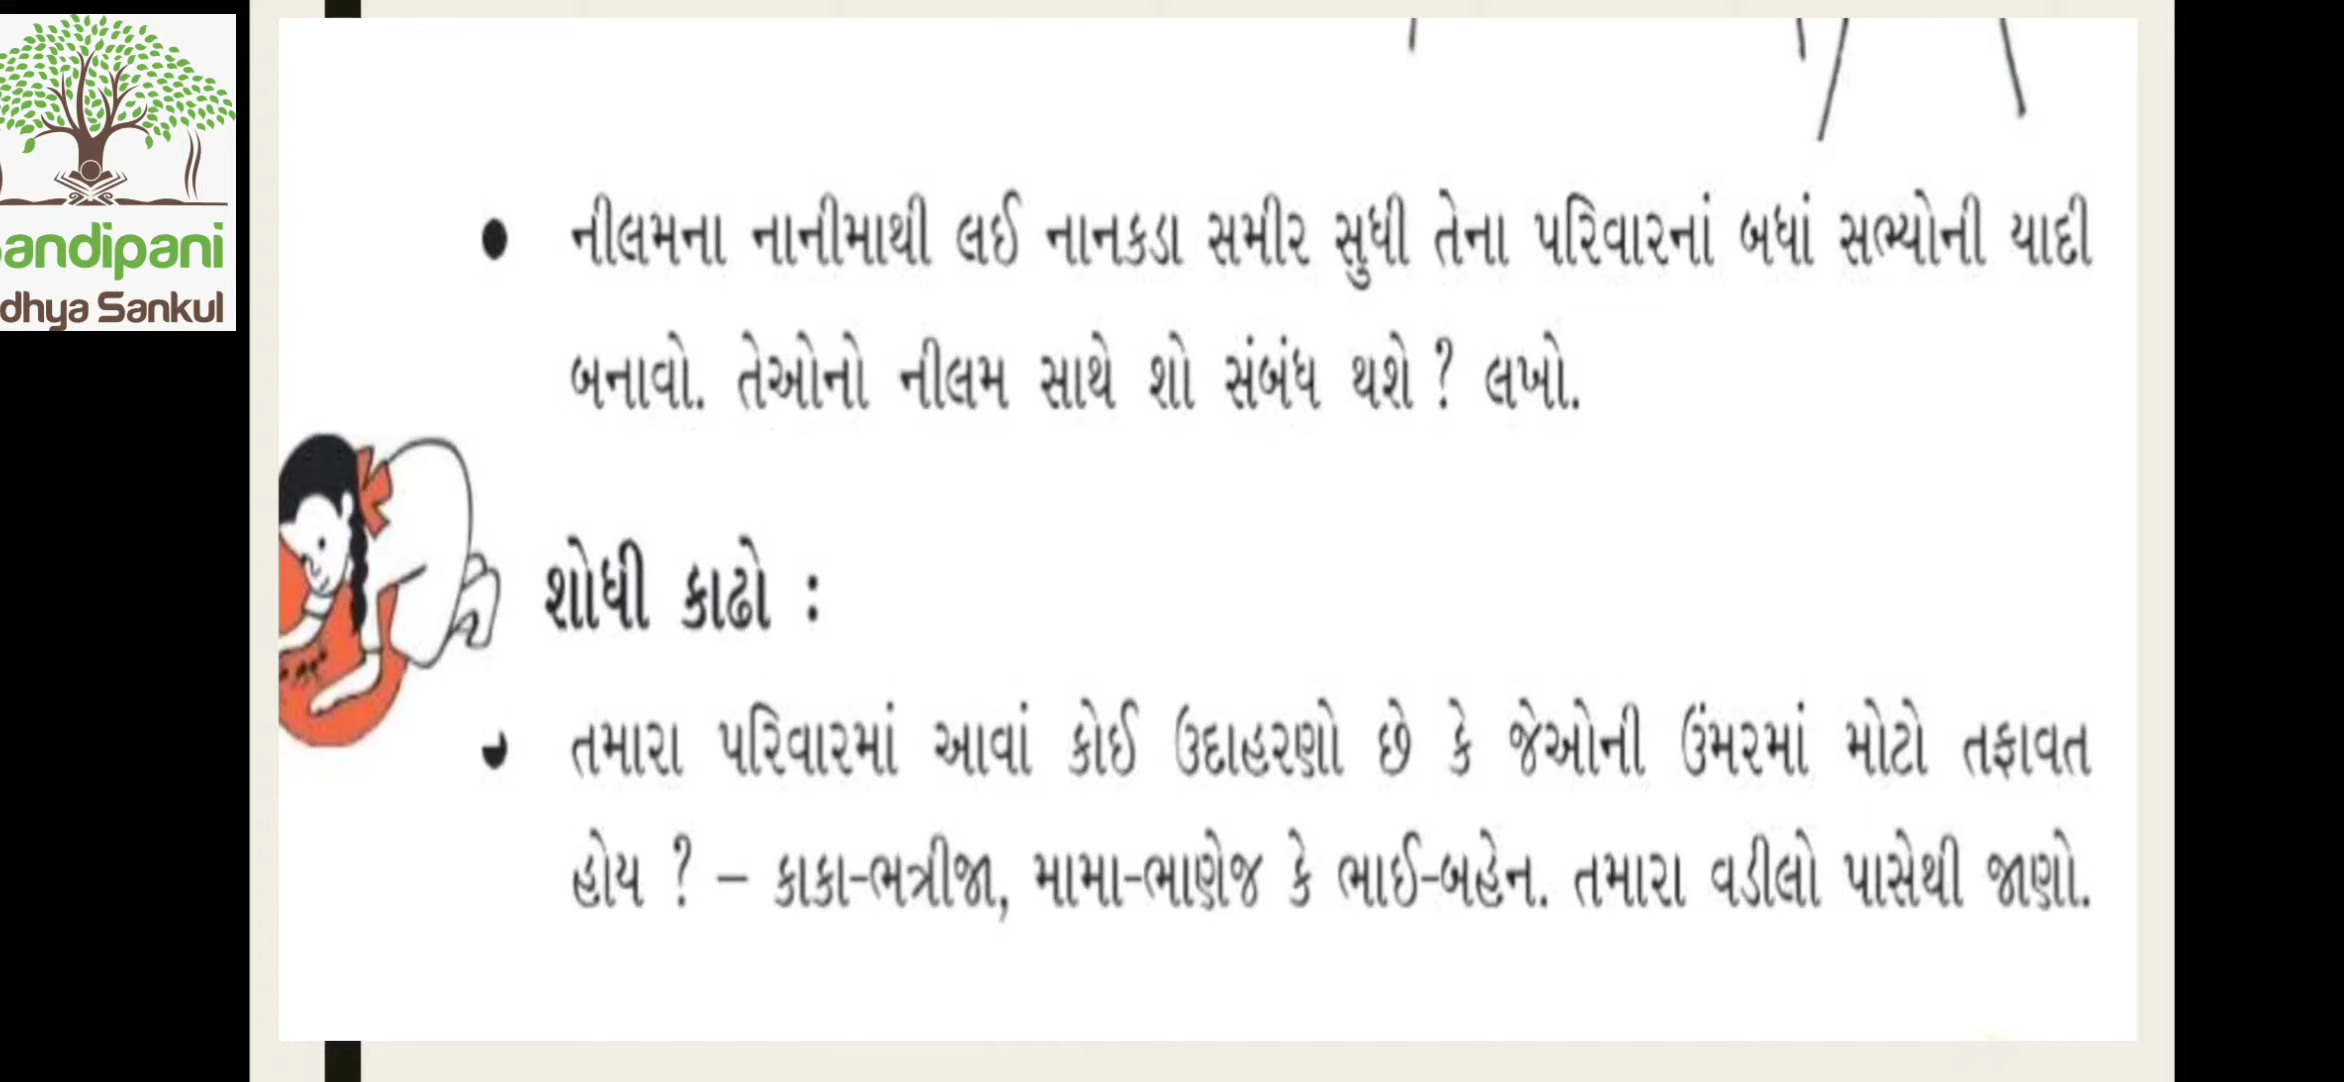 andipani
dhya Sankul
નીલમના નાનીમાથી લઈ નાનકડા સમીર સુધી તેના પરિવારનાં બધાં સભ્યોની યાદી
બનાવો. તેઓનો નીલમ સાથે શો સંબંધ થશે ? લખો.
શોધી કાઢો :
તમારા પરિવારમાં આવાં કોઈ ઉદાહરણો છે કે જેઓની ઉંમરમાં મોટો તફાવત
હોય ? – કાકા-ભત્રીજા, મામા-ભાણેજ કે ભાઈ-બહેન. તમારા વડીલો પાસેથી જાણો.